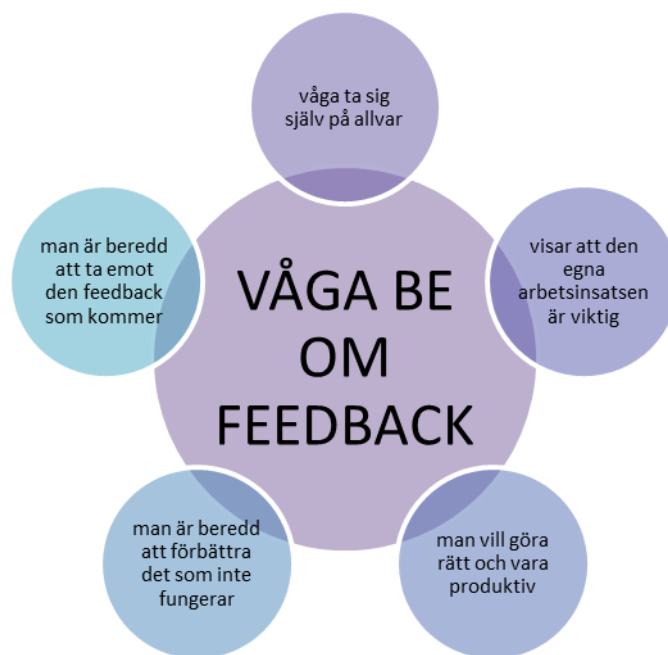 våga ta sig
själv på allvar
visar att den
egna
arbetsinsatsen
är viktig
man vill göra
rätt och vara
produktiv
man är beredd
att förbättra
det som inte
fungerar
man är beredd
att ta emot
den feedback
som kommer
VÅGA BE
OM
FEEDBACK